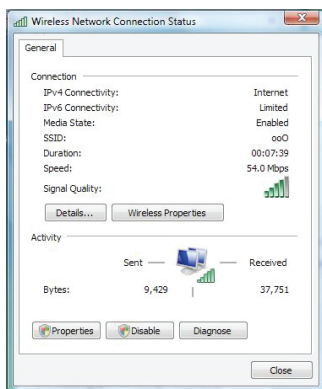 Wireless Network Connection Status
General
Connection
IPv4 Connectivity: Internet
IPv6 Connectivity: Limited
Media State: Enabled
SSID: ooO
Duration: 00:07:39
Speed: 54.0 Mbps
Signal Quality:
Details... Wireless Properties
Activity
Sent Received
Bytes: 9,429 37,751
Properties Disable Diagnose
Close